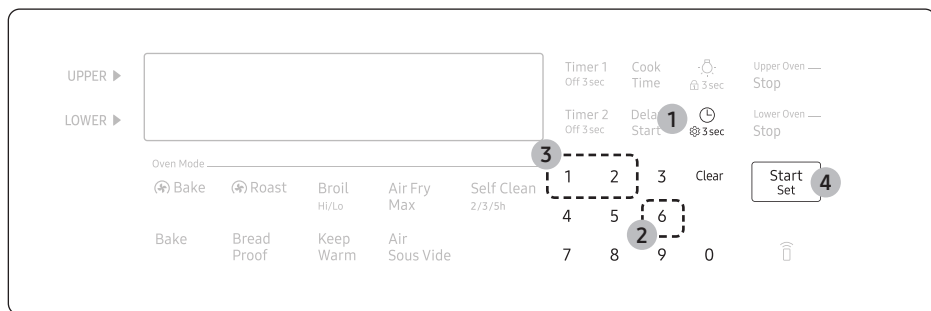 UPPER ▶
LOWER ▶
Timer 1
Off 3 sec
Cook
Time
3 sec
Upper Oven
Stop
Timer 2
Off 3 sec
Dela
Start
1
3 sec
Lower Oven
Stop
Oven Mode
Bake
Roast
Broil
Hi/Lo
Air Fry
Max
Self Clean
2/3/5h
Bake
Bread
Proof
Keep
Warm
Air
Sous Vide
3
1 2 3 Clear
4 5 6
2
7 8 9 0
Start
Set
4